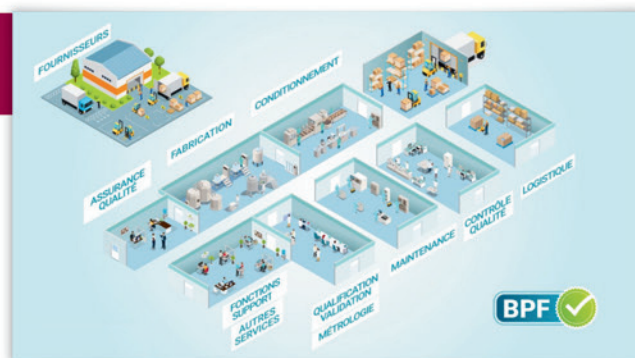 FOURNISSEURS
CONDITIONNEMENT
FABRICATION
ASSURANCE
QUALITÉ
LOGISTIQUE
CONTRÔLE
QUALITÉ
MAINTENANCE
QUALIFICATION
VALIDATION
MÉTROLOGIE
FONCTIONS
SUPPORT
AUTRES
SERVICES
BPF